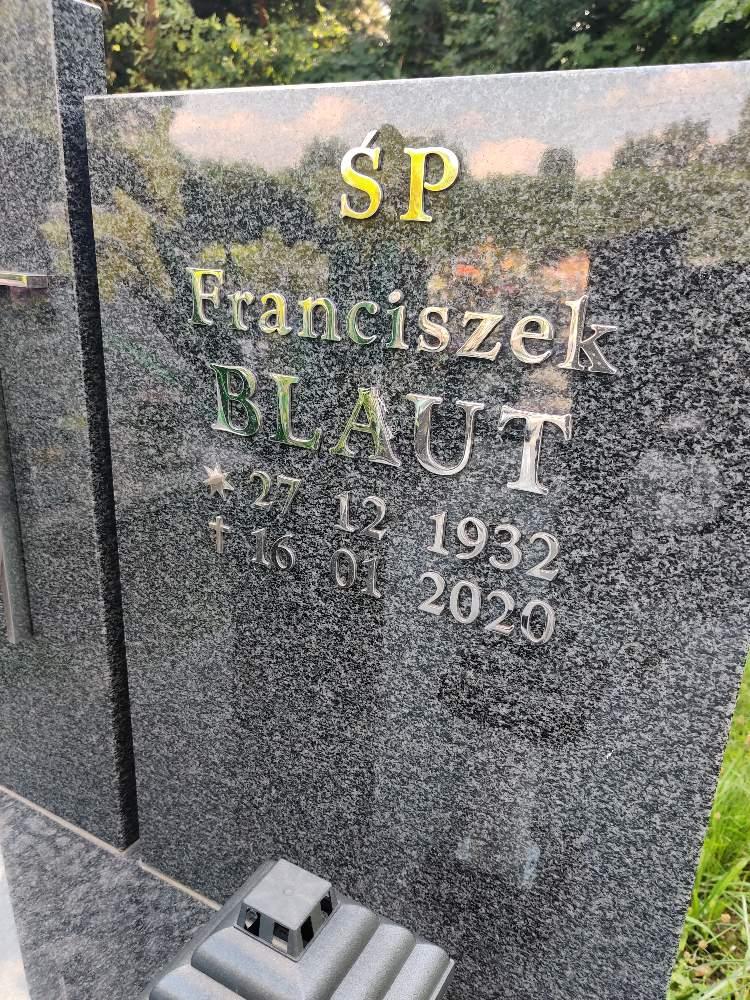 ŚP
Franciszek
BLAUT
* 27 12 1932
† 16 01 2020